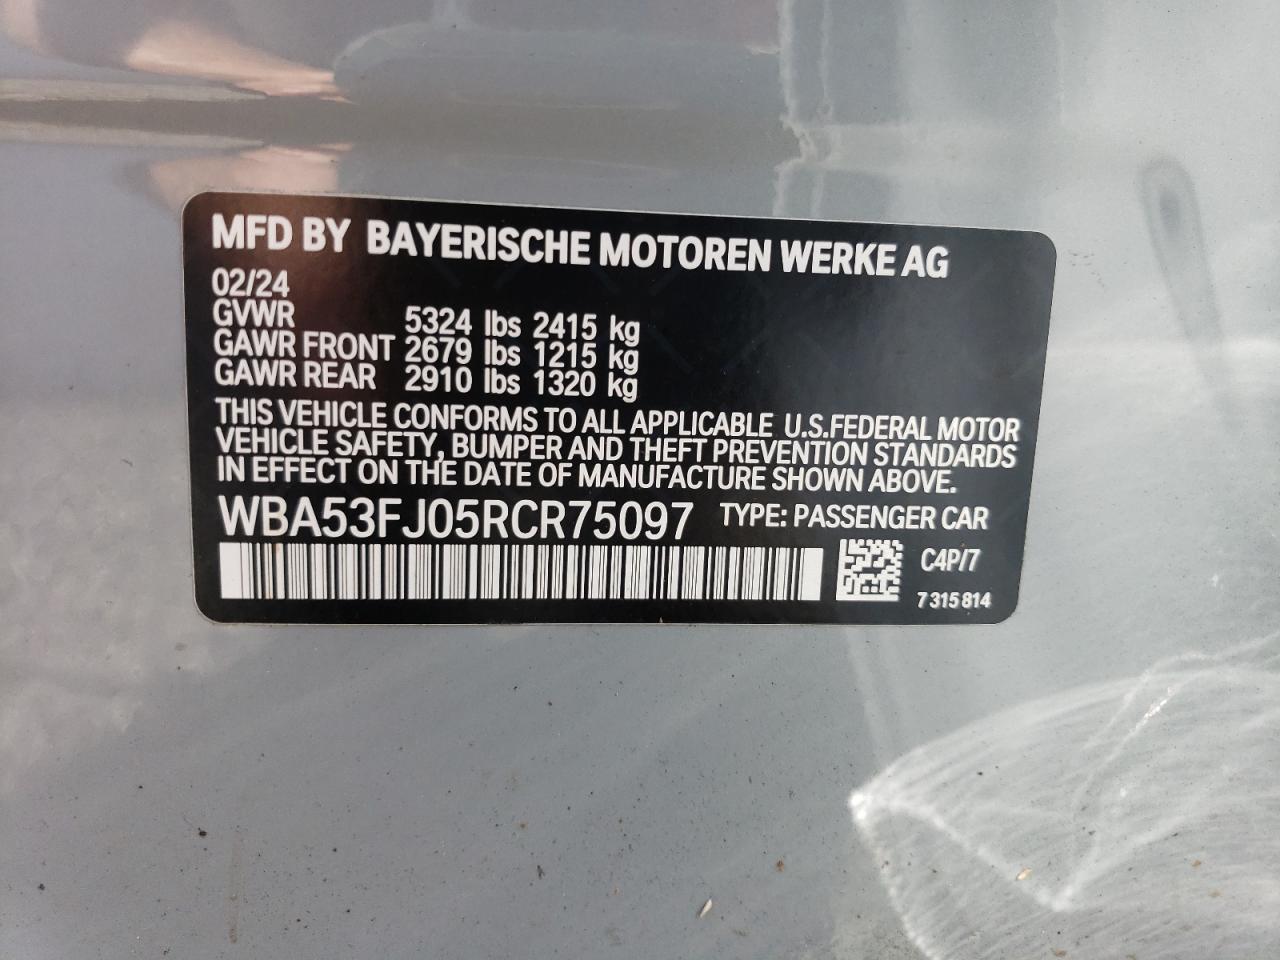 MFD BY BAYERISCHE MOTOREN WERKE AG
02/24
GVWR 5324 lbs 2415 kg
GAWR FRONT 2679 lbs 1215 kg
GAWR REAR 2910 lbs 1320 kg
THIS VEHICLE CONFORMS TO ALL APPLICABLE U.S.FEDERAL MOTOR
VEHICLE SAFETY, BUMPER AND THEFT PREVENTION STANDARDS
IN EFFECT ON THE DATE OF MANUFACTURE SHOWN ABOVE.
WBA53FJ05RCR75097 TYPE: PASSENGER CAR
C4P/7
7 315 814